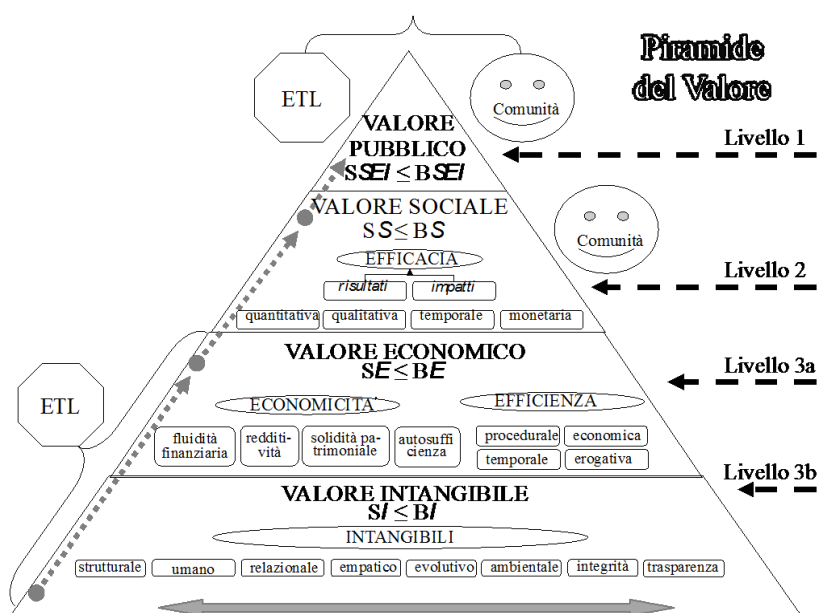 Piramide
del Valore
ETL
Comunità
VALORE
PUBBLICO
SSEI ≤ BSEI
Livello 1
VALORE SOCIALE
SS ≤ BS
Comunità
EFFICACIA
risultati impatti
Livello 2
quantitativa qualitativa temporale monetaria
VALORE ECONOMICO
SE ≤ BE
Livello 3a
ETL
ECONOMICITA' EFFICIENZA
fluidità
finanziaria
redditi-
vità
solidità pa-
trimoniale
autosuffi
cienza
procedurale economica
temporale erogativa
Livello 3b
VALORE INTANGIBILE
SI ≤ BI
INTANGIBILI
strutturale umano relazionale empatico evolutivo ambientale integrità trasparenza